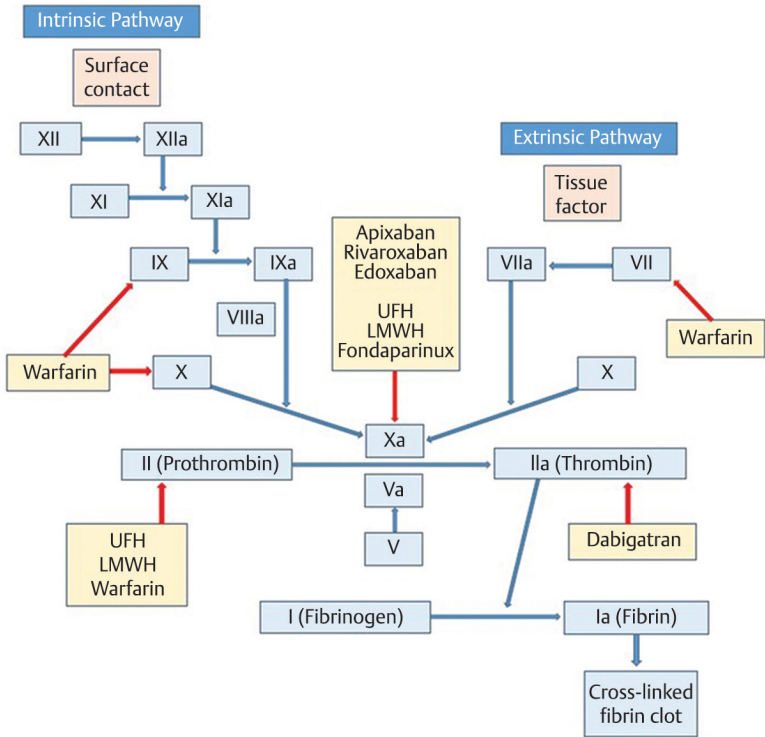 Intrinsic Pathway
Surface
contact
XII
XIIa
XI
XIa
IX
IXa
VIIIa
Warfarin
X
Apixaban
Rivaroxaban
Edoxaban
UFH
LMWH
Fondaparinux
Extrinsic Pathway
Tissue
factor
VIIa
VII
Warfarin
X
Xa
II (Prothrombin)
IIa (Thrombin)
Va
V
UFH
LMWH
Warfarin
Dabigatran
I (Fibrinogen)
Ia (Fibrin)
Cross-linked
fibrin clot